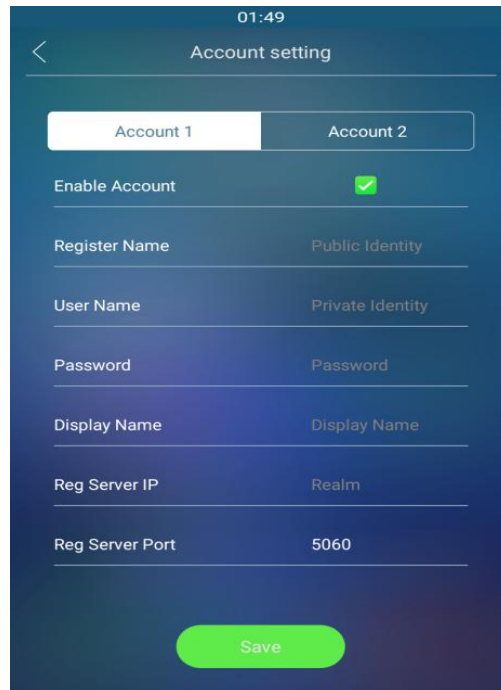 01:49
Account setting
Account 1 Account 2
Enable Account
Register Name Public Identity
User Name Private Identity
Password Password
Display Name Display Name
Reg Server IP Realm
Reg Server Port 5060
Save